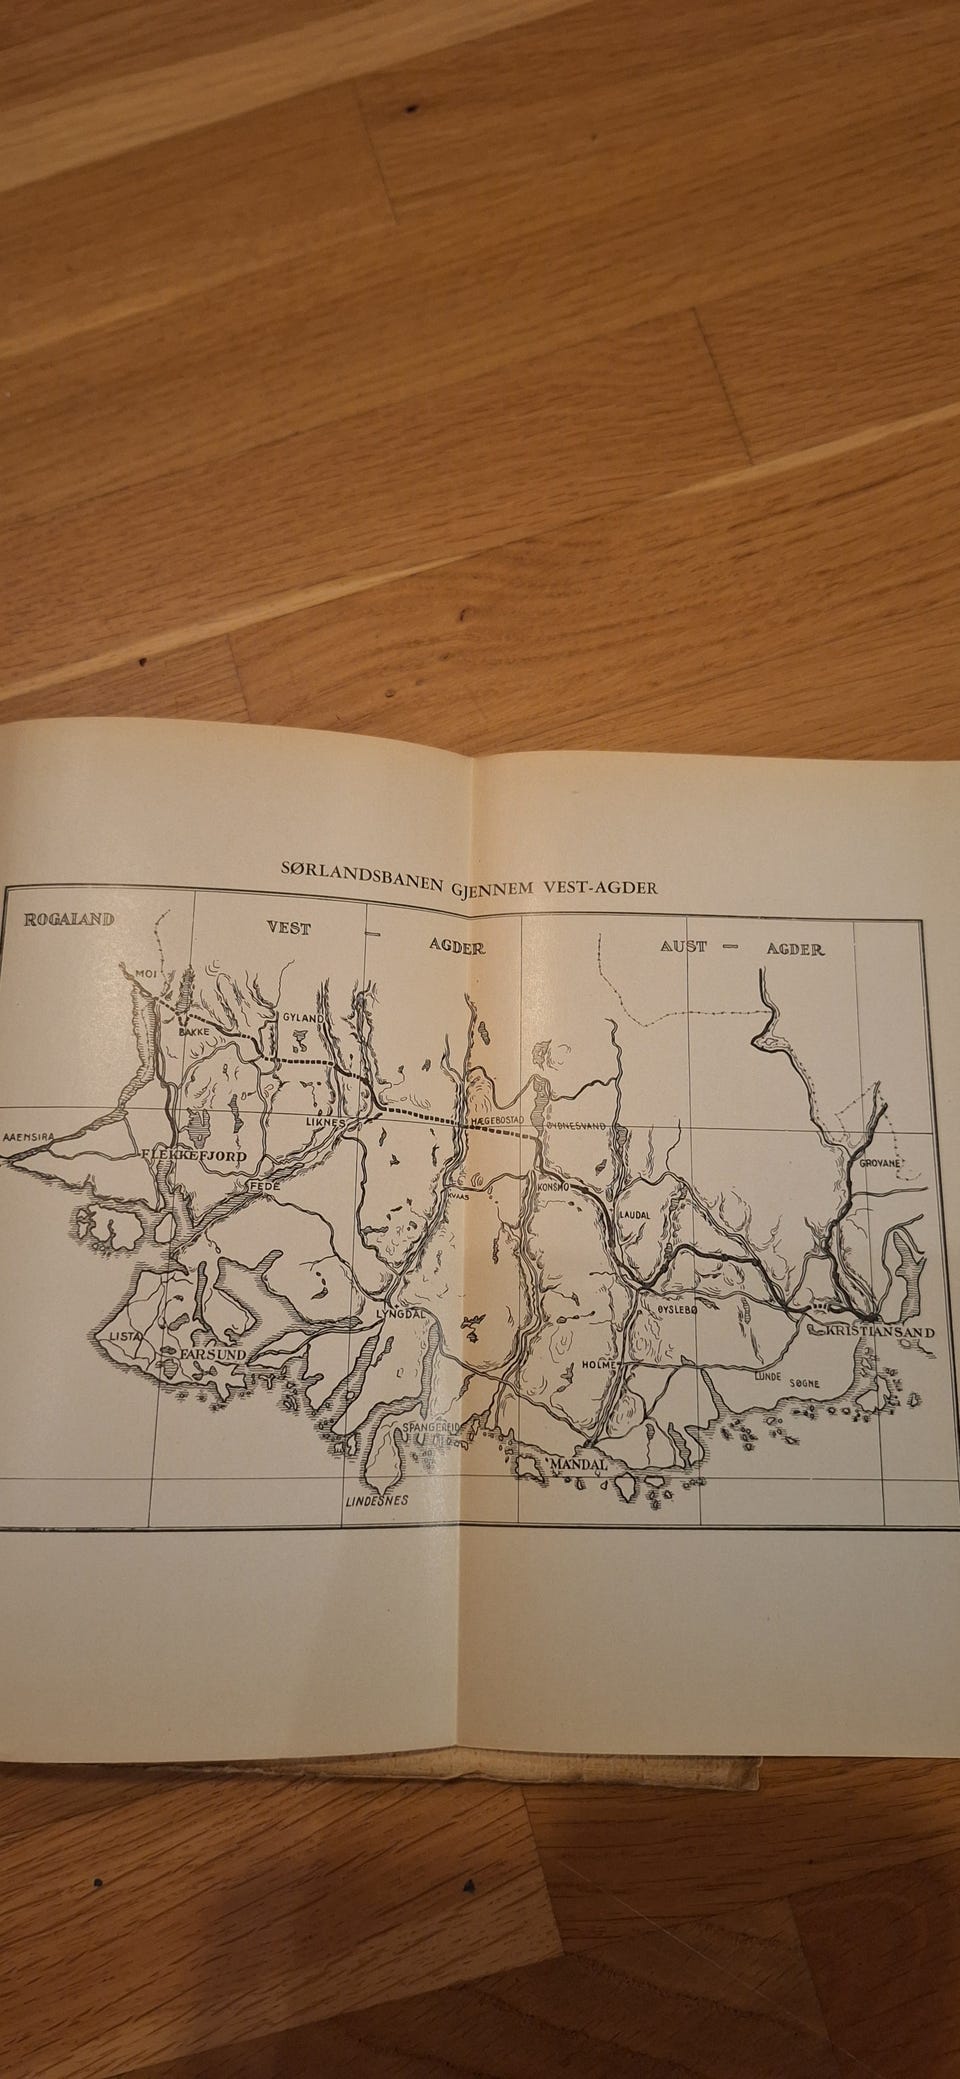 SØRLANDSBANEN GJENNEM VEST-AGDER
ROGALAND
VEST - AGDER
AUST - AGDER
MOI
BAKKE
GYLAND
LIKNES
HÆGEBOSTAD
ØYDNESVAND
AAENSIRA
FLEKKEFJORD
FEDE
KVAAS
KONSMO
GROVANE
LAUDAL
LYNGDAL
ØYSLEBØ
KRISTIANSAND
LISTA
FARSUND
HOLME
LUNDE SØGNE
SPANGEREID
MANDAL
LINDESNES